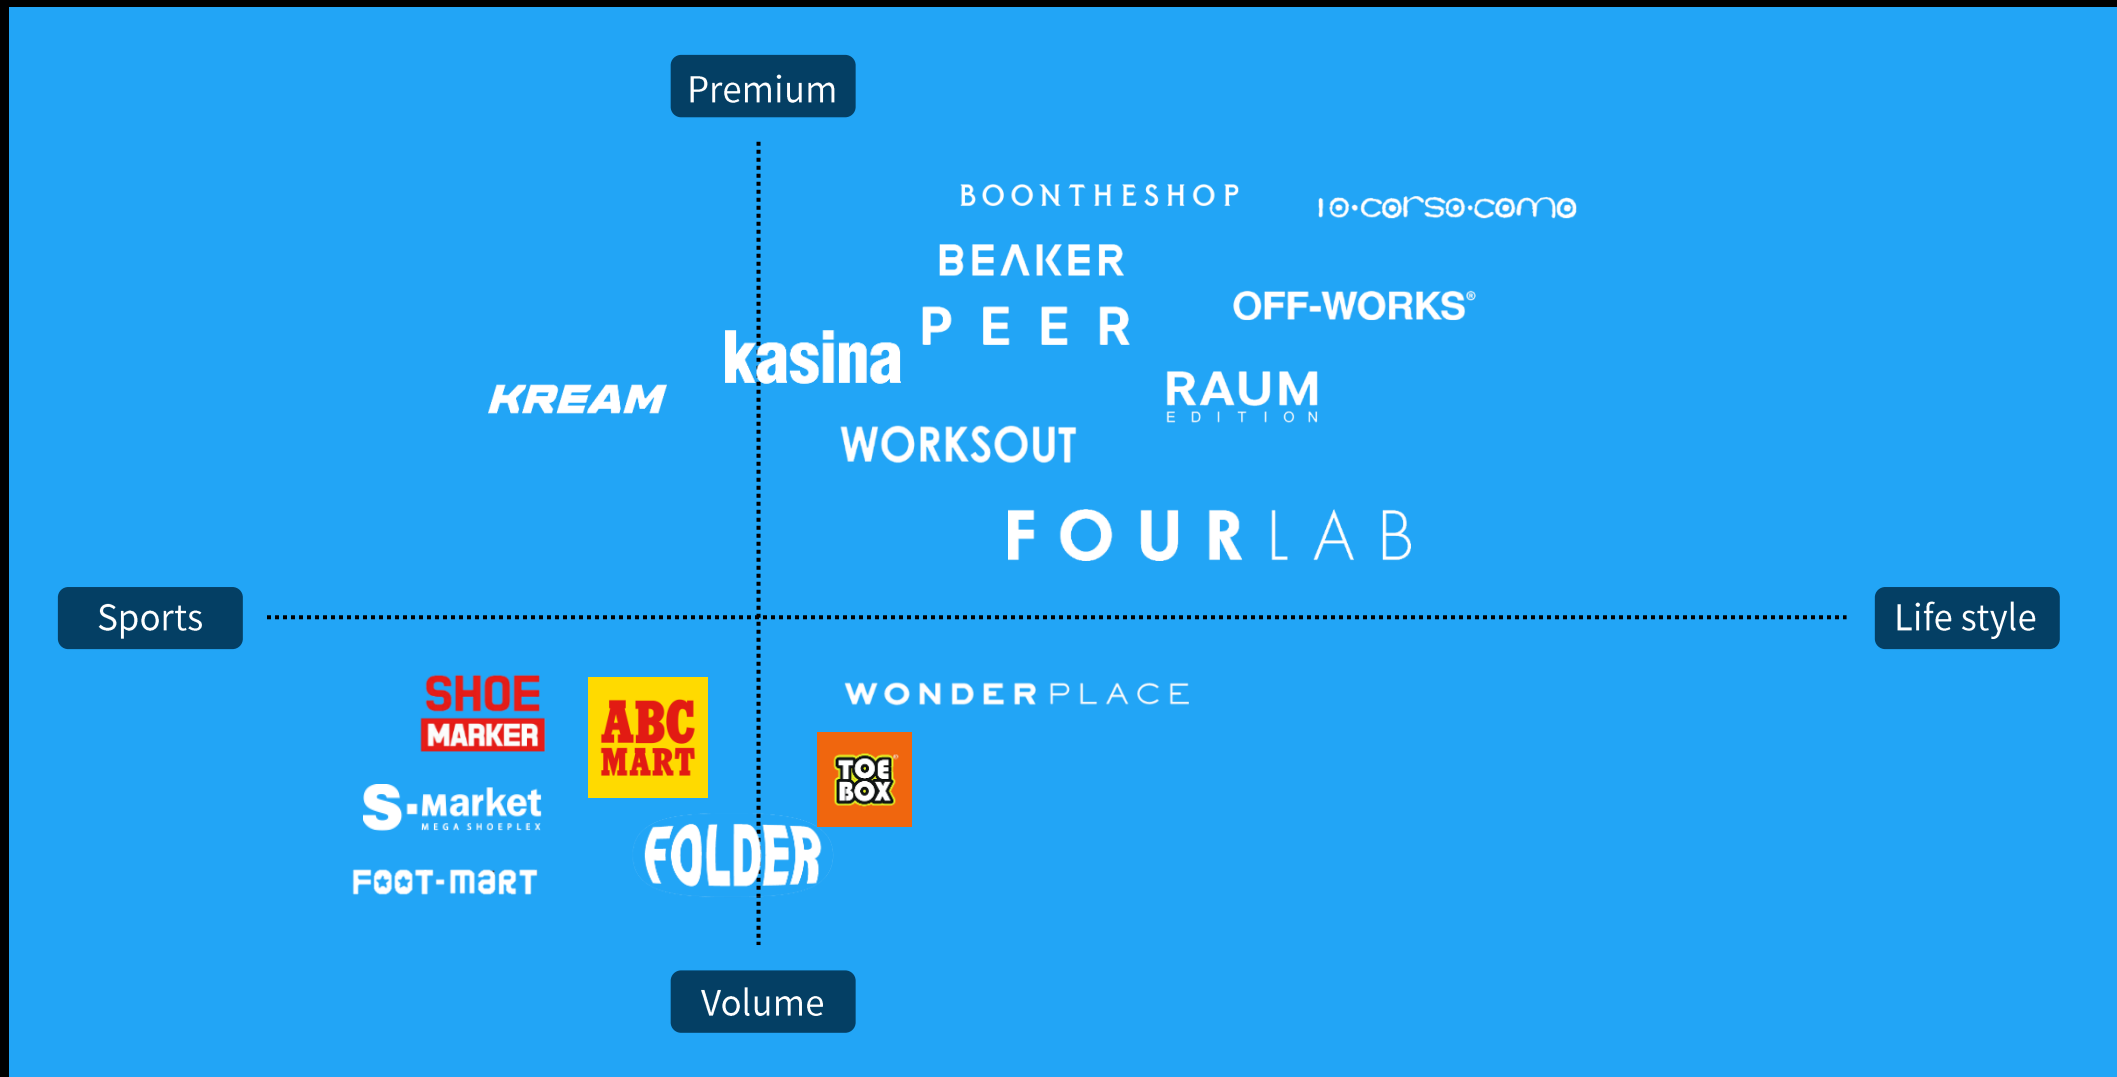 Premium
BOONTHESHOP
10·corso·como
BEAKER
OFF-WORKS®
PEER
kasina
KREAM
RAUM
EDITION
WORKSOUT
FOURLAB
Sports
Life style
SHOE
MARKER
ABC
MART
WONDERPLACE
TOE
BOX
S·Market
MEGA SHOEPLEX
FOLDER
FOOT-MART
Volume